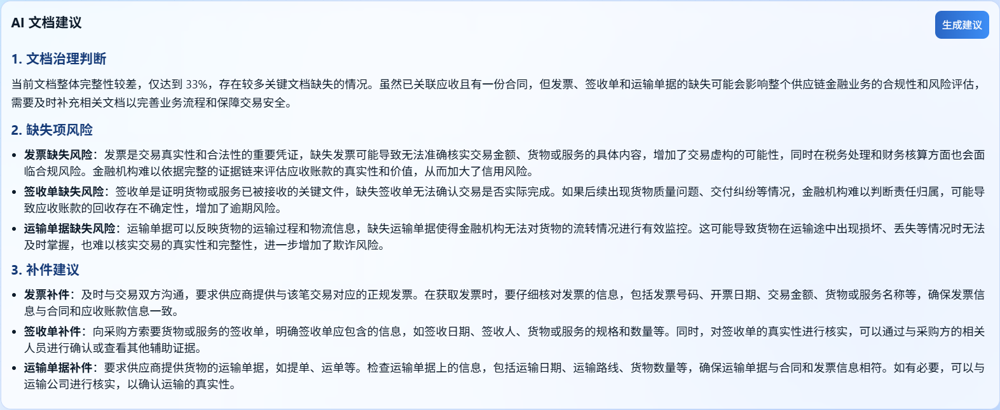 AI 文档建议
生成建议
1. 文档治理判断
当前文档整体完整性较差，仅达到 33%，存在较多关键文档缺失的情况。虽然已关联应收且有一份合同，但发票、签收单和运输单据的缺失可能会影响整个供应链金融业务的合规性和风险评估，
需要及时补充相关文档以完善业务流程和保障交易安全。
2. 缺失项风险
• 发票缺失风险：发票是交易真实性和合法性的重要凭证，缺失发票可能导致无法准确核实交易金额、货物或服务的具体内容，增加了交易虚构的可能性，同时在税务处理和财务核算方面也会面
临合规风险。金融机构难以依据完整的证据链来评估应收账款的真实性和价值，从而加大了信用风险。
• 签收单缺失风险：签收单是证明货物或服务已被接收的关键文件，缺失签收单无法确认交易是否实际完成。如果后续出现货物质量问题、交付纠纷等情况，金融机构难以判断责任归属，可能导
致应收账款的回收存在不确定性，增加了逾期风险。
• 运输单据缺失风险：运输单据可以反映货物的运输过程和物流信息，缺失运输单据使得金融机构无法对货物的流转情况进行有效监控。这可能导致货物在运输途中出现损坏、丢失等情况时无法
及时掌握，也难以核实交易的真实性和完整性，进一步增加了欺诈风险。
3. 补件建议
• 发票补件：及时与交易双方沟通，要求供应商提供与该笔交易对应的正规发票。在获取发票时，要仔细核对发票的信息，包括发票号码、开票日期、交易金额、货物或服务名称等，确保发票信
息与合同和应收账款信息一致。
• 签收单补件：向采购方索要货物或服务的签收单，明确签收单应包含的信息，如签收日期、签收人、货物或服务的规格和数量等。同时，对签收单的真实性进行核实，可以通过与采购方的相关
人员进行确认或查看其他辅助证据。
• 运输单据补件：要求供应商提供货物的运输单据，如提单、运单等。检查运输单据上的信息，包括运输日期、运输路线、货物数量等，确保运输单据与合同和发票信息相符。如有必要，可以与
运输公司进行核实，以确认运输的真实性。